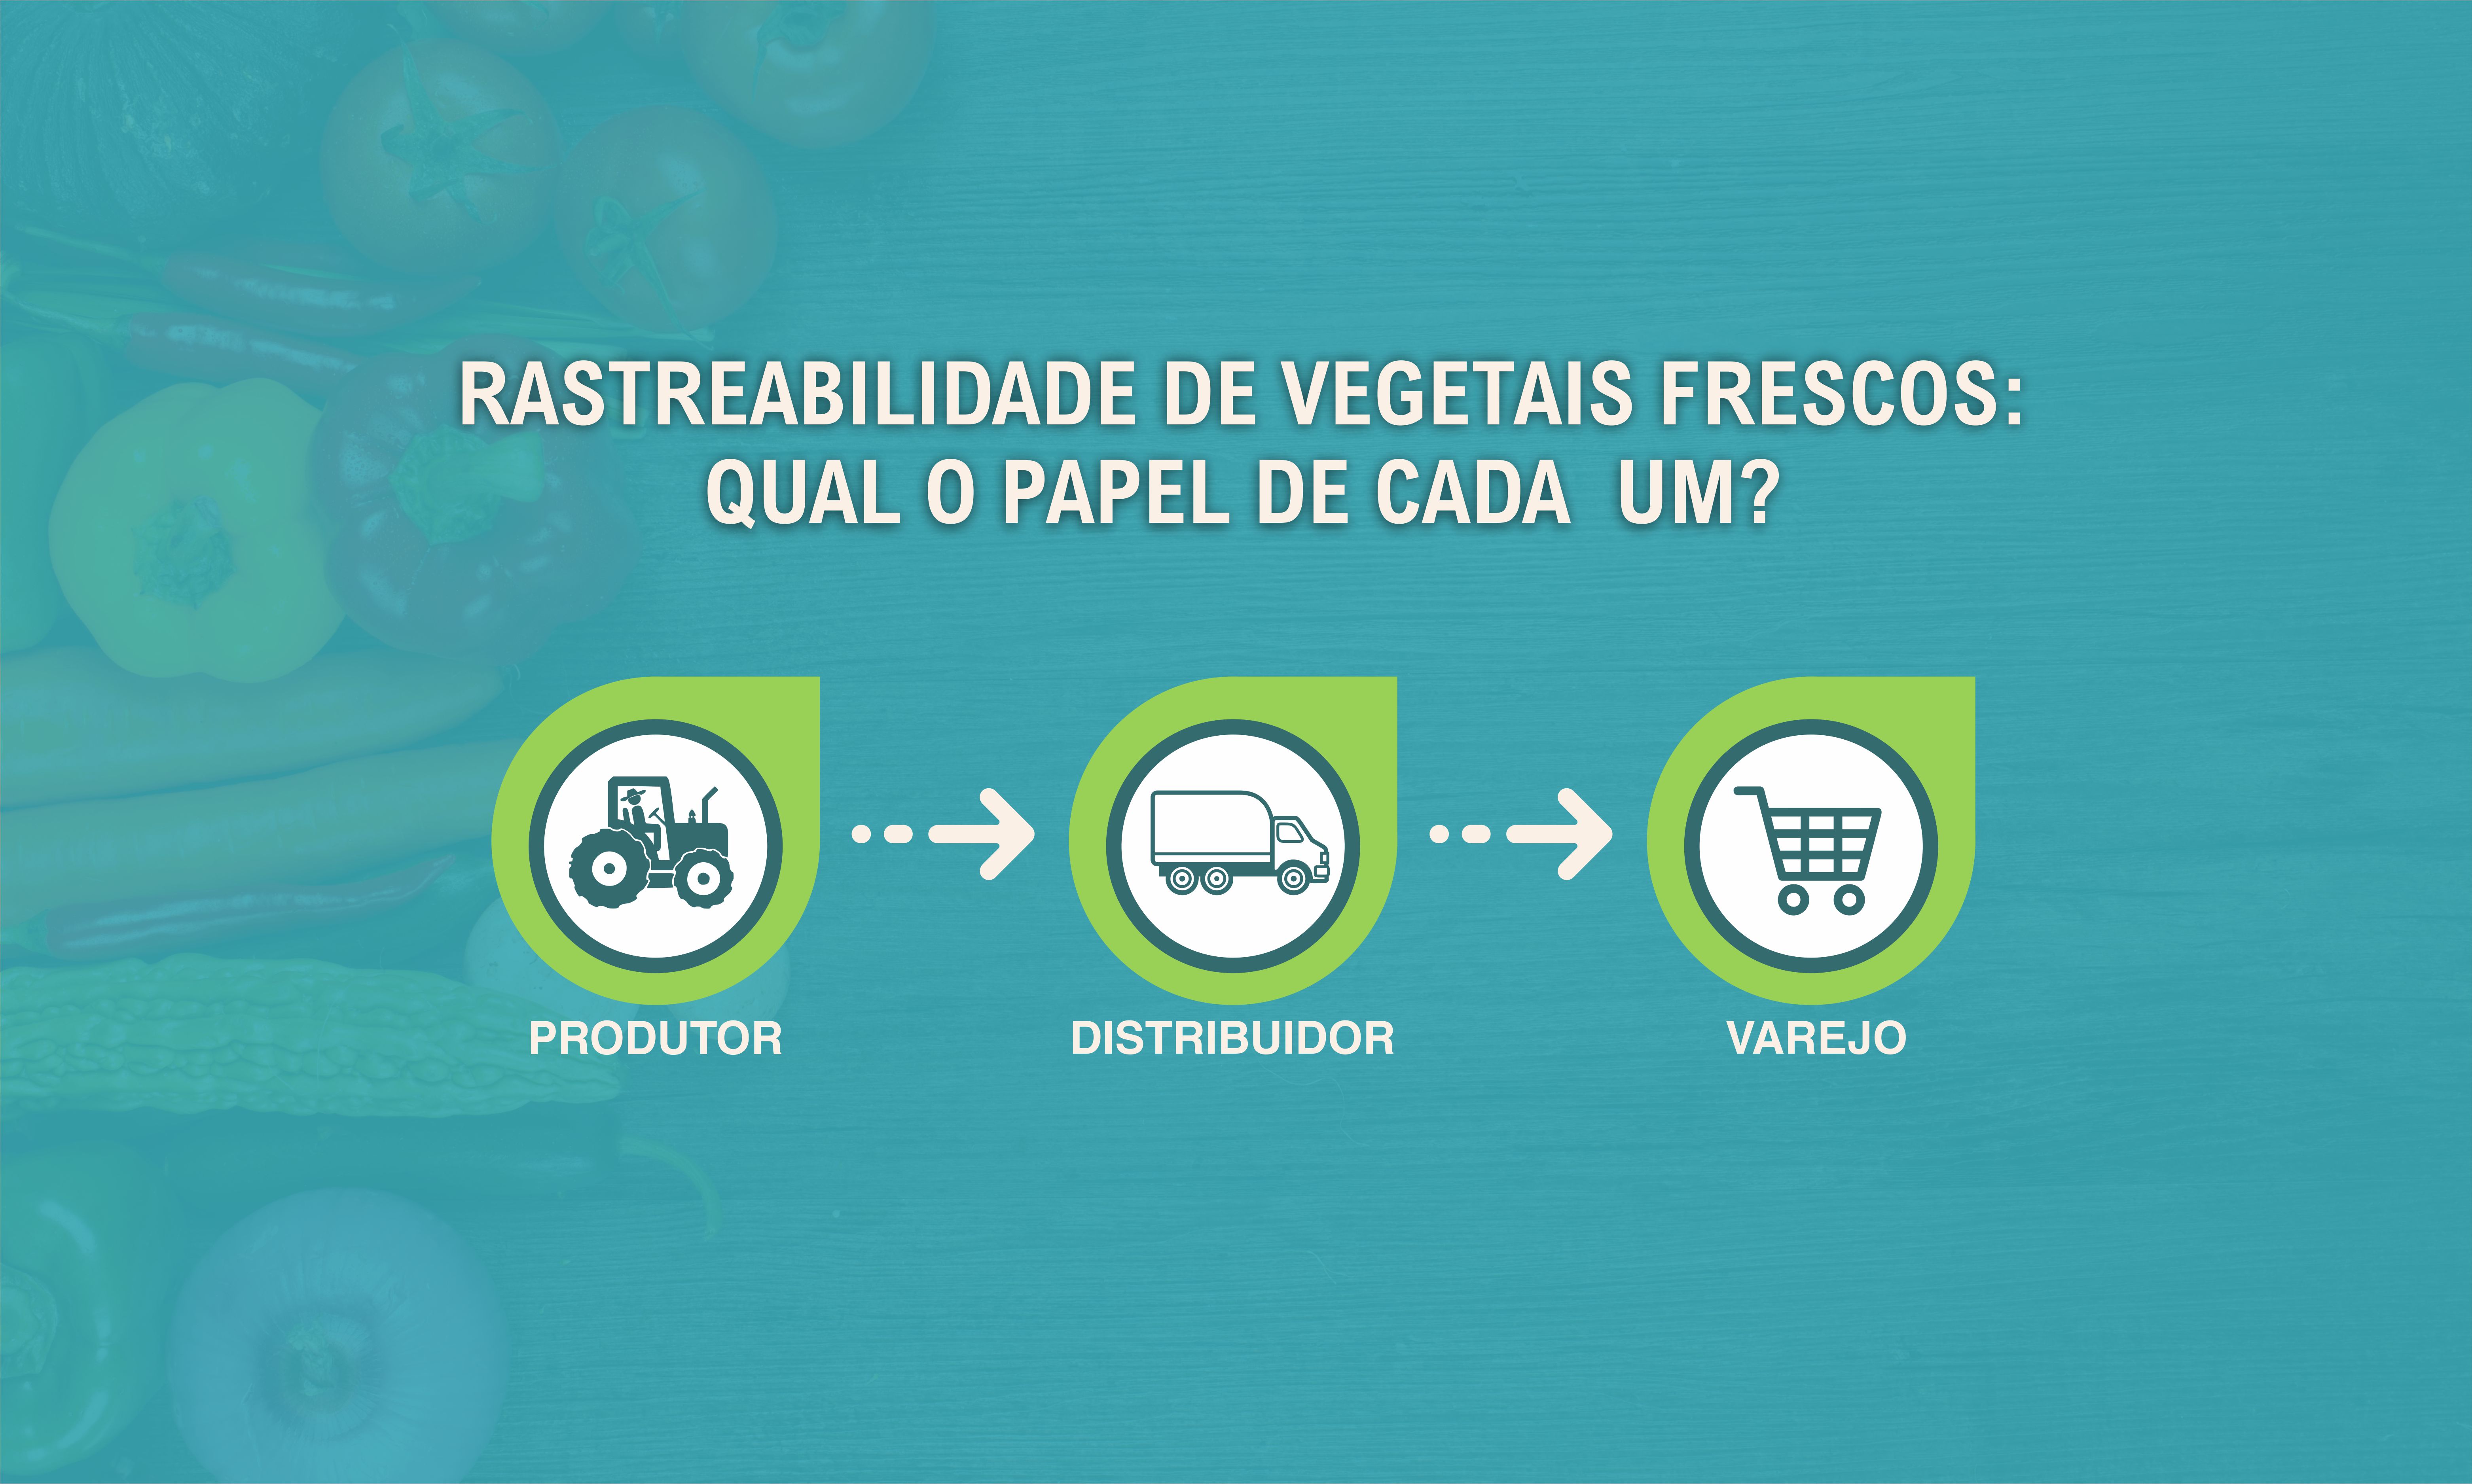 RASTREABILIDADE DE VEGETAIS FRESCOS:
QUAL O PAPEL DE CADA  UM?
PRODUTOR
DISTRIBUIDOR
VAREJO